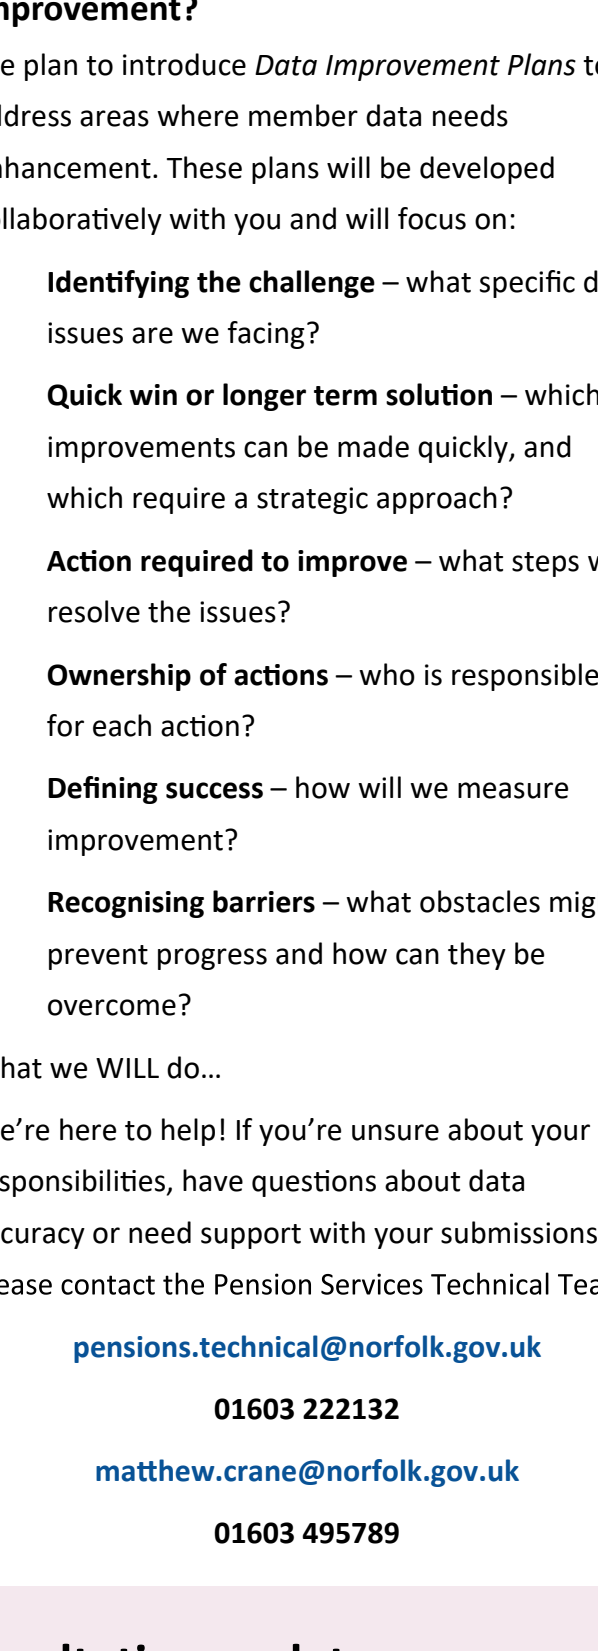 mprovement?
e plan to introduce Data Improvement Plans to
ddress areas where member data needs
nhancement. These plans will be developed
ollaboratively with you and will focus on:
Identifying the challenge – what specific d
issues are we facing?
Quick win or longer term solution – which
improvements can be made quickly, and
which require a strategic approach?
Action required to improve – what steps w
resolve the issues?
Ownership of actions – who is responsible
for each action?
Defining success – how will we measure
improvement?
Recognising barriers – what obstacles mig
prevent progress and how can they be
overcome?
hat we WILL do…
e’re here to help! If you’re unsure about your
sponsibilities, have questions about data
curacy or need support with your submissions
ease contact the Pension Services Technical Tea
pensions.technical@norfolk.gov.uk
01603 222132
matthew.crane@norfolk.gov.uk
01603 495789